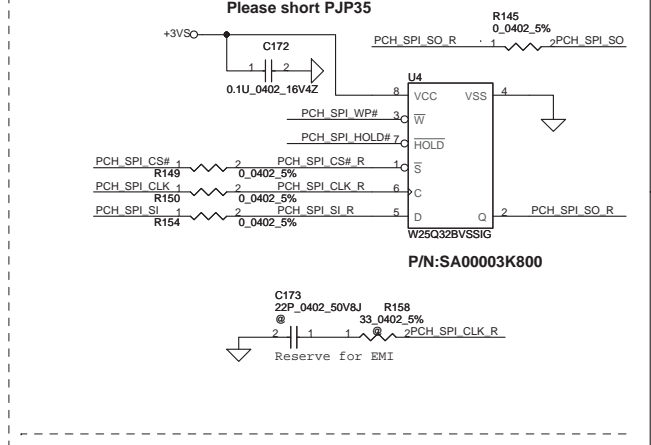 Please short PJP35
+3VS
C172
1 2
0.1U_0402_16V4Z
R145
0_0402_5%
PCH_SPI_SO_R 1 2 PCH_SPI_SO
U4
8 VCC VSS 4
PCH_SPI_WP# 3 W
PCH_SPI_HOLD# 7 HOLD
PCH_SPI_CS# 1 2 PCH_SPI_CS#_R 1 S
R149 0_0402_5%
PCH_SPI_CLK 1 2 PCH_SPI_CLK_R 6 C
R150 0_0402_5%
PCH_SPI_SI 1 2 PCH_SPI_SI_R 5 D Q 2 PCH_SPI_SO_R
R154 0_0402_5%
W25Q32BVSSIG
P/N:SA00003K800
C173
22P_0402_50V8J R158
@ 33_0402_5%
2 1 1 @ 2 PCH_SPI_CLK_R
Reserve for EMI